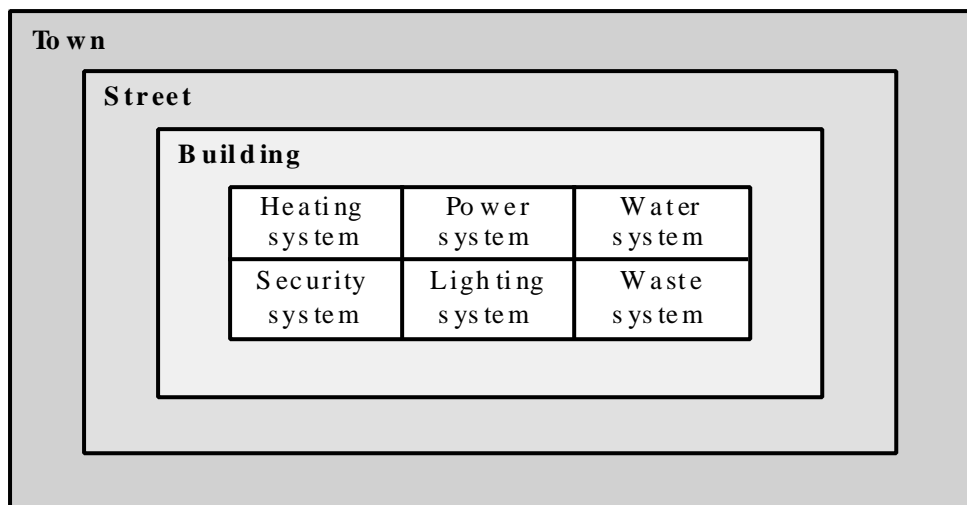 Town
Street
Building
Heating
system
Power
system
Water
system
Security
system
Lighting
system
Waste
system